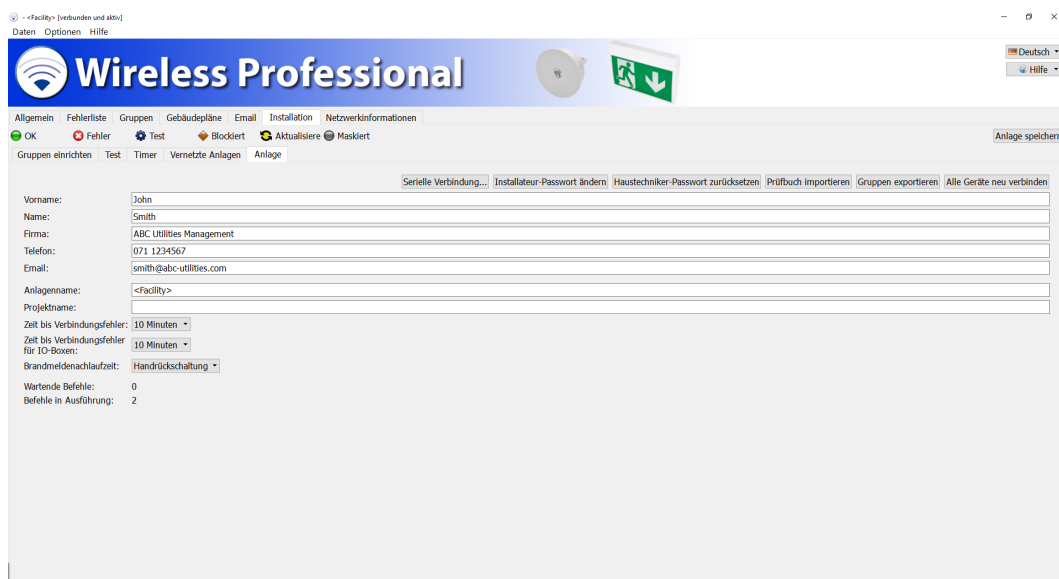 - <Facility> [verbunden und aktiv]
Daten Optionen Hilfe
Wireless Professional
Deutsch
Hilfe
Allgemein Fehlerliste Gruppen Gebäudepläne Email Installation Netzwerkinformationen
OK Fehler Test Blockiert Aktualisiere Maskiert Anlage speichern
Gruppen einrichten Test Timer Vernetzte Anlagen Anlage
Serielle Verbindung... Installateur-Passwort ändern Haustechniker-Passwort zurücksetzen Prüfbuch importieren Gruppen exportieren Alle Geräte neu verbinden
Vorname: John
Name: Smith
Firma: ABC Utilities Management
Telefon: 071 1234567
Email: smith@abc-utilities.com
Anlagenname: <Facility>
Projektname:
Zeit bis Verbindungsfehler: 10 Minuten
Zeit bis Verbindungsfehler
für IO-Boxen: 10 Minuten
Brandmeldenachlaufzeit: Handrückschaltung
Wartende Befehle: 0
Befehle in Ausführung: 2